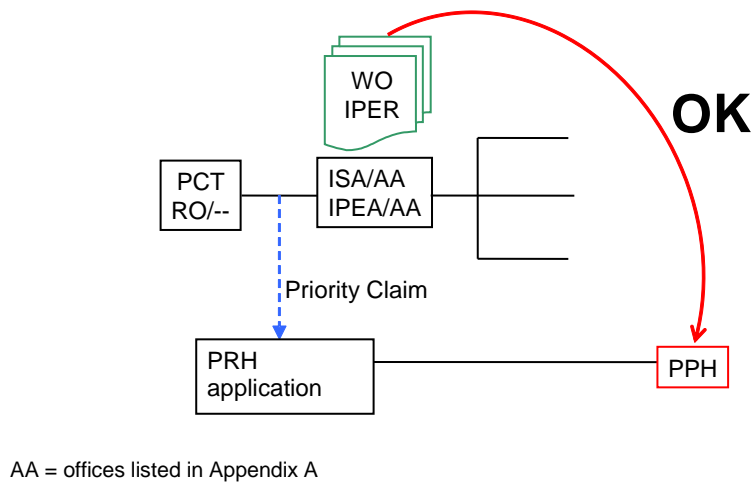 WO
IPER
OK
PCT
RO/--
ISA/AA
IPEA/AA
Priority Claim
PRH
application
PPH
AA = offices listed in Appendix A